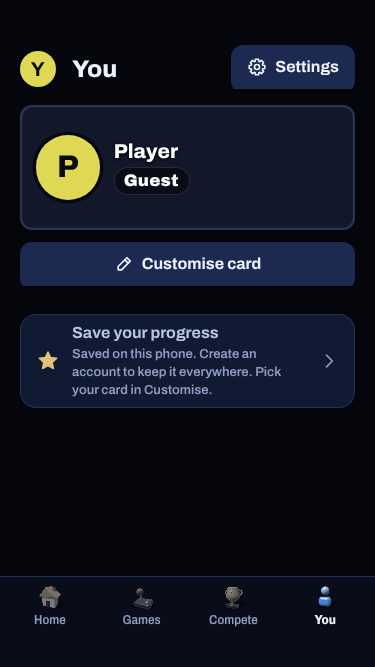 Y
You
Settings
P
Player
Guest
Customise card
Save your progress
Saved on this phone. Create an
account to keep it everywhere. Pick
your card in Customise.
Home
Games
Compete
You